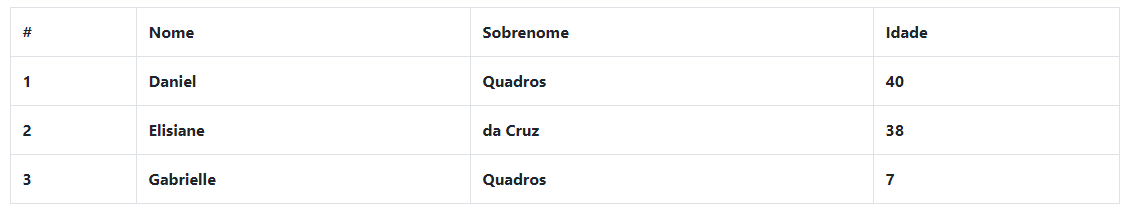 # Nome Sobrenome Idade
1 Daniel Quadros 40
2 Elisiane da Cruz 38
3 Gabrielle Quadros 7